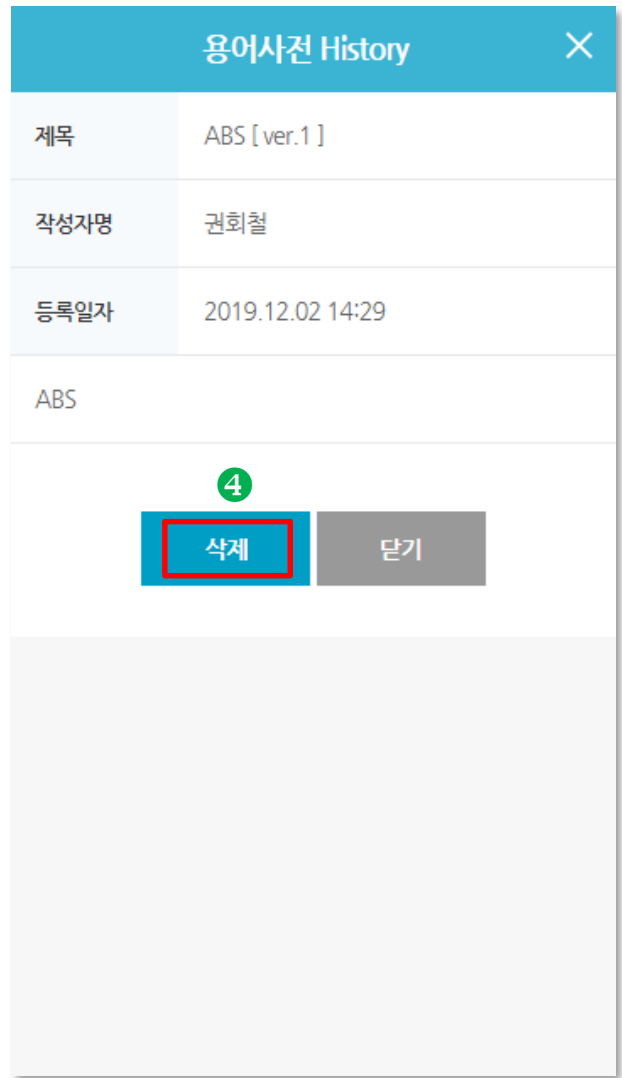 용어사전 History
제목 ABS [ ver.1 ]
작성자명 권회철
등록일자 2019.12.02 14:29
ABS
4
삭제 닫기